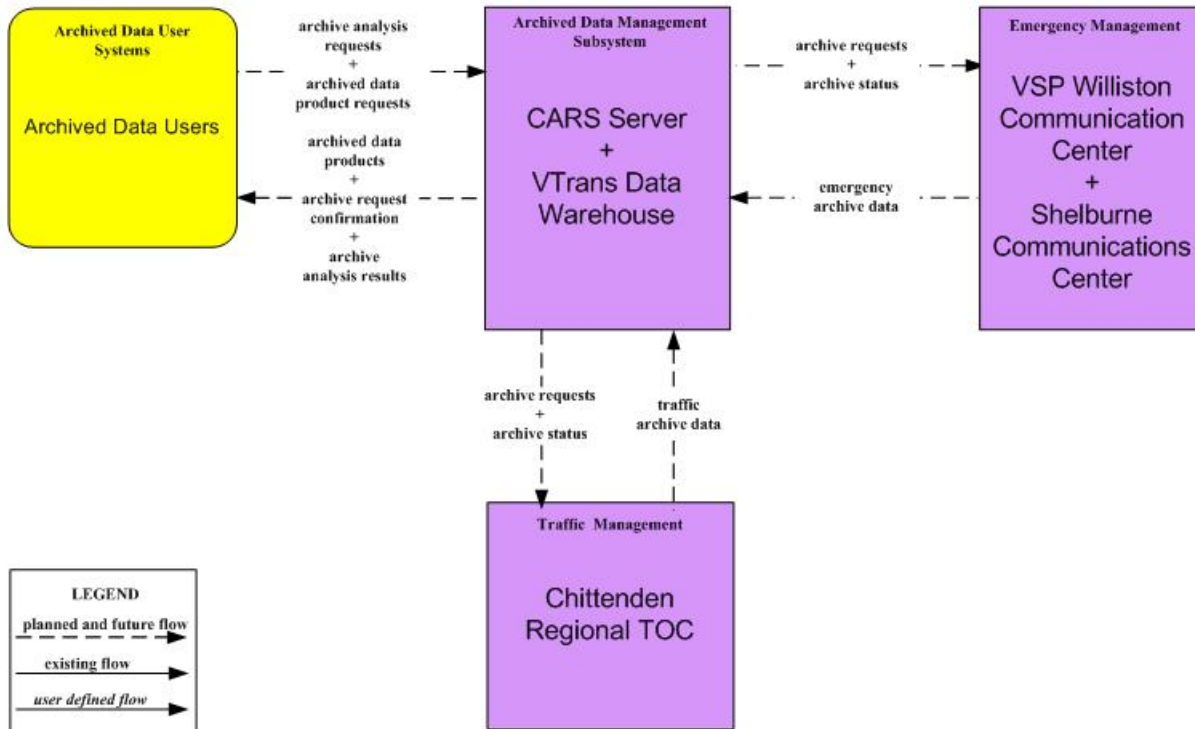 Archived Data User
Systems
Archived Data Users
archive analysis
requests
+
archived data
product requests
archived data
products
+
archive request
confirmation
+
archive
analysis results
Archived Data Management
Subsystem
CARS Server
+
VTrans Data
Warehouse
archive requests
+
archive status
emergency
archive data
Emergency Management
VSP Williston
Communication
Center
+
Shelburne
Communications
Center
archive requests
+
archive status
traffic
archive data
Traffic Management
Chittenden
Regional TOC
LEGEND
planned and future flow
existing flow
user defined flow